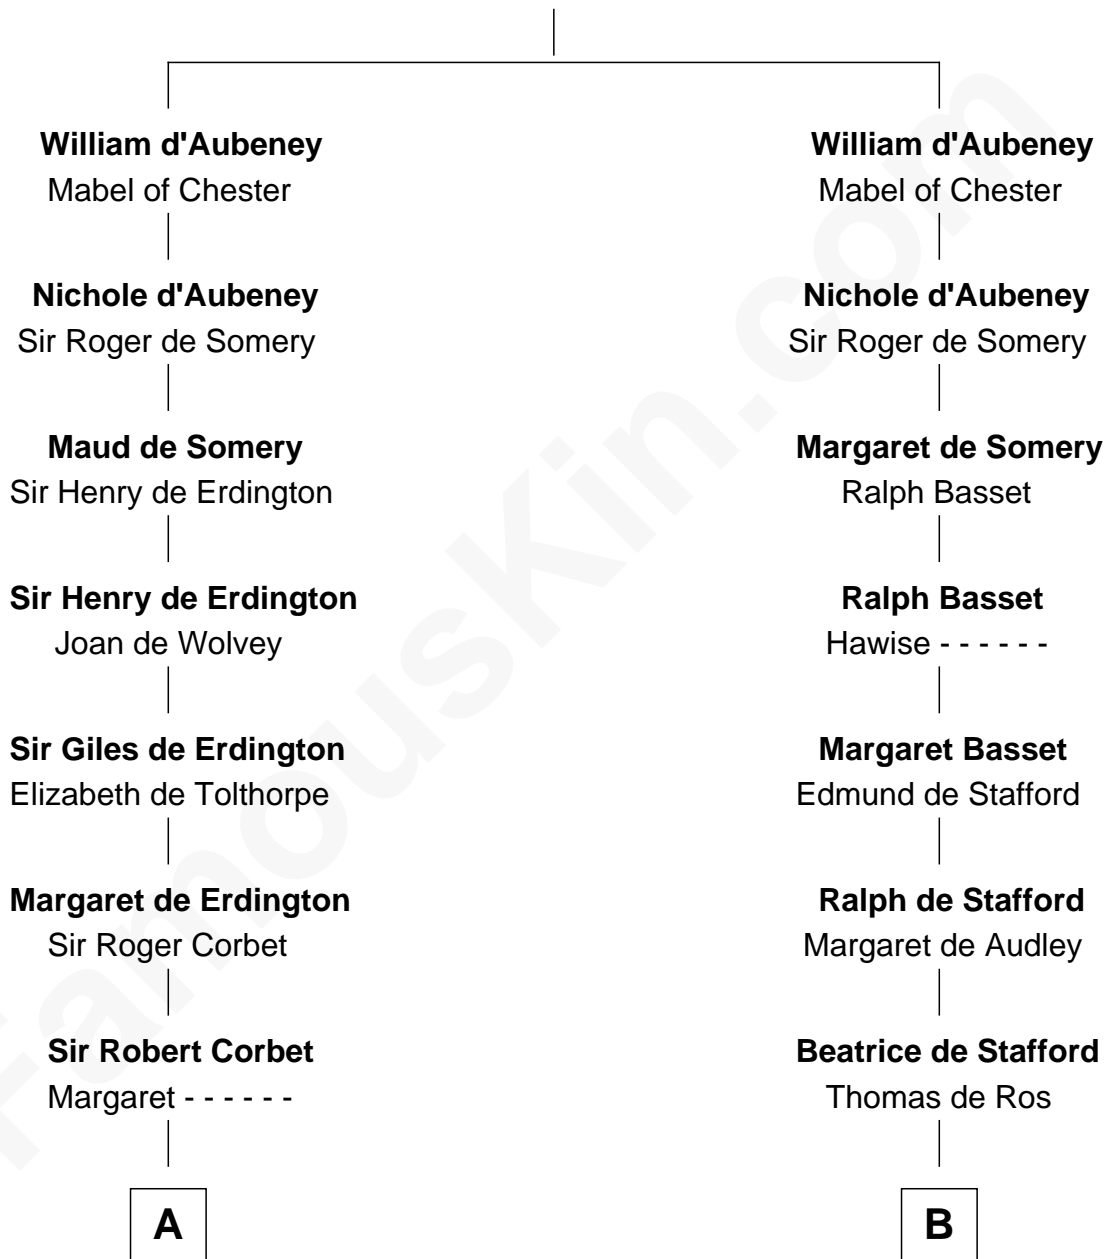 William d'Aubeney
Mabel of Chester
Nichole d'Aubeney
Sir Roger de Somery
Maud de Somery
Sir Henry de Erdington
Sir Henry de Erdington
Joan de Wolvey
Sir Giles de Erdington
Elizabeth de Tolthorpe
Margaret de Erdington
Sir Roger Corbet
Sir Robert Corbet
Margaret - - - - - -
A
William d'Aubeney
Mabel of Chester
Nichole d'Aubeney
Sir Roger de Somery
Margaret de Somery
Ralph Basset
Ralph Basset
Hawise - - - - - -
Margaret Basset
Edmund de Stafford
Ralph de Stafford
Margaret de Audley
Beatrice de Stafford
Thomas de Ros
B
FamousKin.com